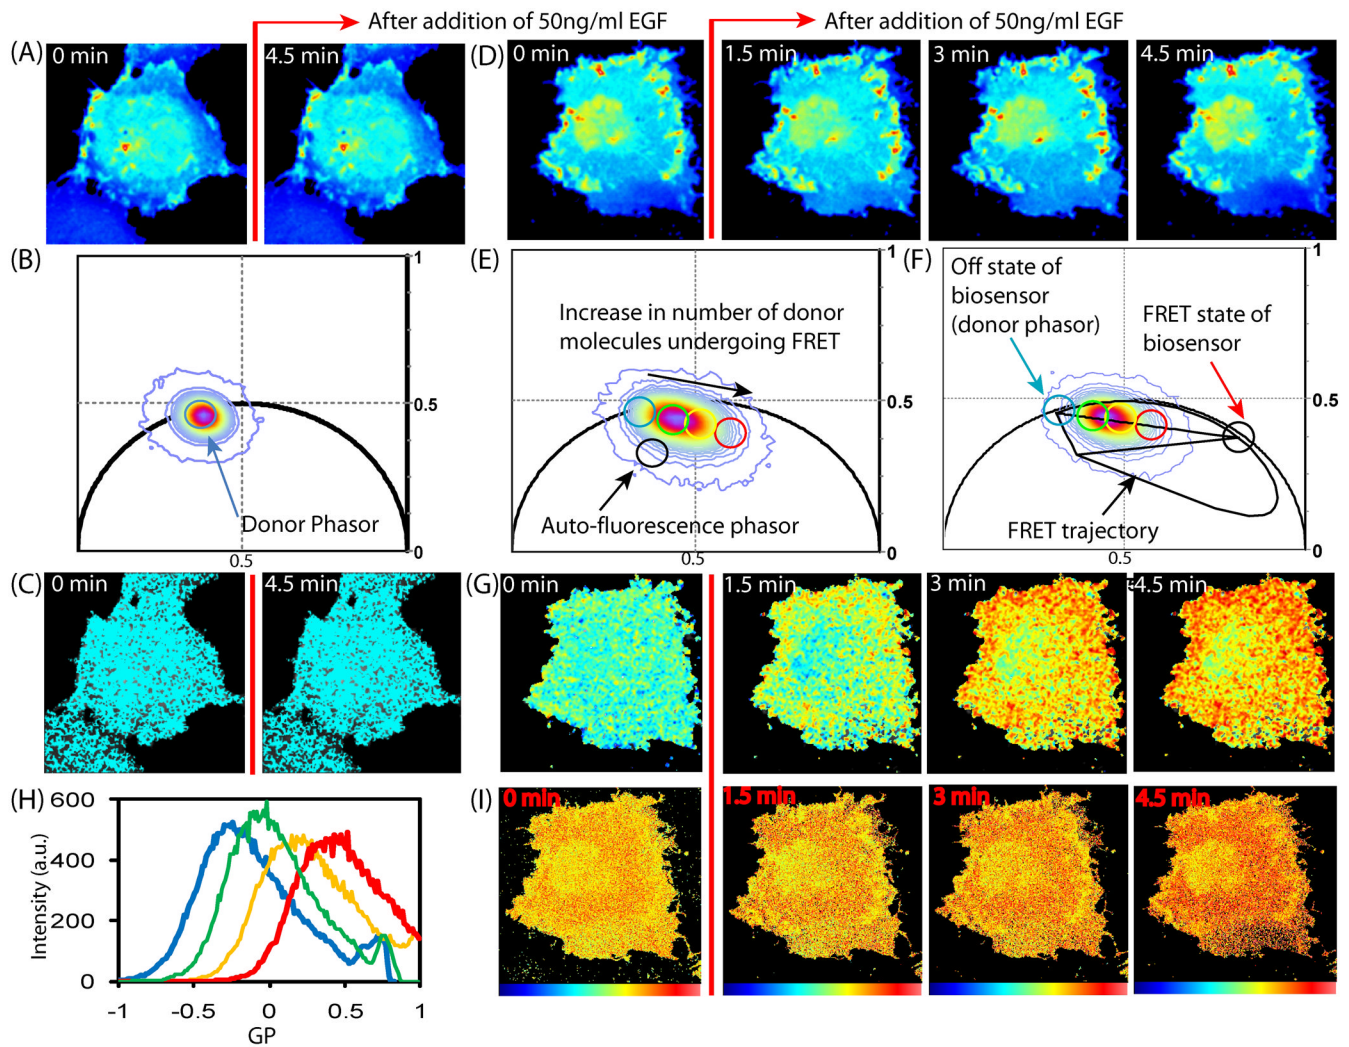 After addition of 50ng/ml EGF
After addition of 50ng/ml EGF
(A)
0 min
4.5 min
(D)
0 min
1.5 min
3 min
4.5 min
(B)
1
0.5
0
0.5
Donor Phasor
(E)
1
Increase in number of donor
molecules undergoing FRET
0.5
Auto-fluorescence phasor
0
0.5
(F)
1
Off state of
biosensor
(donor phasor)
FRET state of
biosensor
0.5
FRET trajectory
0
0.5
(C)
0 min
4.5 min
(G)
0 min
1.5 min
3 min
4.5 min
(H)
600
400
200
0
Intensity (a.u.)
-1
-0.5
0
0.5
1
GP
(I)
0 min
1.5 min
3 min
4.5 min